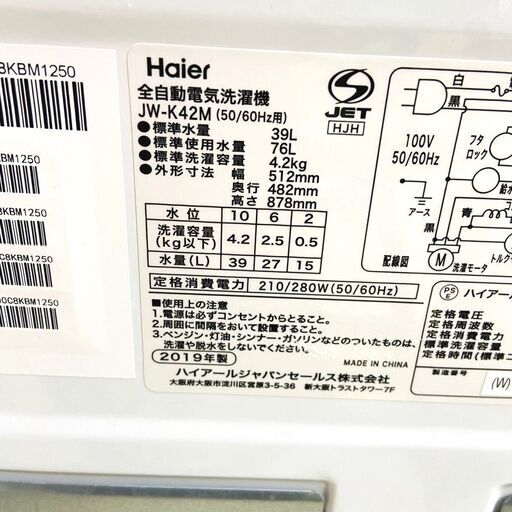 8KBM1250
KBM1250
8KBM1250
C8KBM1250
0C8KBM1250
Haier
全自動電気洗濯機
JW-K42M (50/60Hz用)
●標準水量 39L
●標準使用水量 76L
●標準洗濯容量 4.2kg
●外形寸法 幅 512mm
奥行 482mm
高さ 878mm
S JET
HJH
水位 10 6 2
洗濯容量(kg以下) 4.2 2.5 0.5
水量(L) 39 27 15
定格消費電力 210/280W(50/60Hz)
■使用上の注意
1.電源は必ずコンセントからとること。
2.周囲に間隔をおいて設置すること。
3.ベンジン・灯油・シンナー・ガソリンなどのついたものは、
洗濯や脱水をしないでください。
2019年製
MADE IN CHINA
ハイアールジャパンセールス株式会社
大阪府大阪市淀川区宮原3-5-36 新大阪トラストタワー7F
白
黒
100V
50/60Hz
フタ
ロック
給水
アース
黒
青
コ
配線図
M
洗濯モータ
トルク
PS
E
ハイアー
定格電圧
定格周波数
定格消費電力
標準洗濯容量
定格時間(標準コ
製造番号
(W)